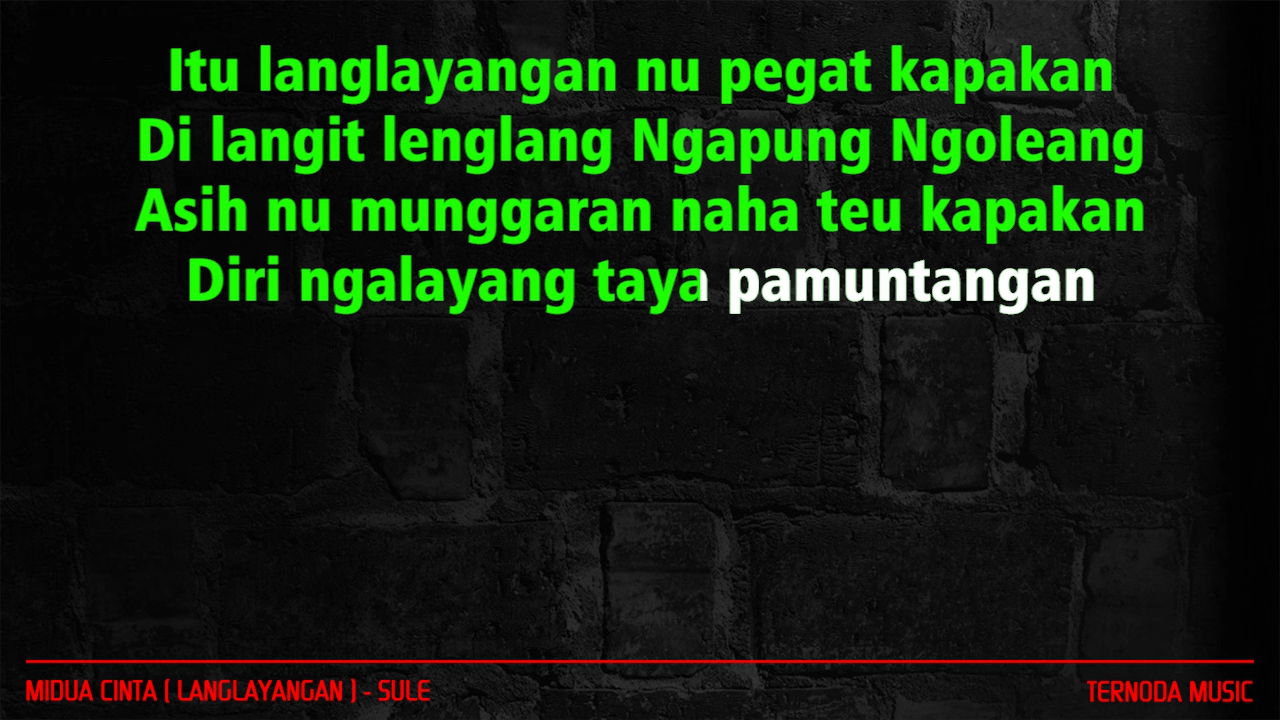 Itu langlayangan nu pegat kapakan
Di langit lenglang Ngapung Ngoleang
Asih nu munggaran naha teu kapakan
Diri ngalayang taya pamuntangan
MIDUA CINTA ( LANGLAYANGAN ) - SULE
TERNODA MUSIC